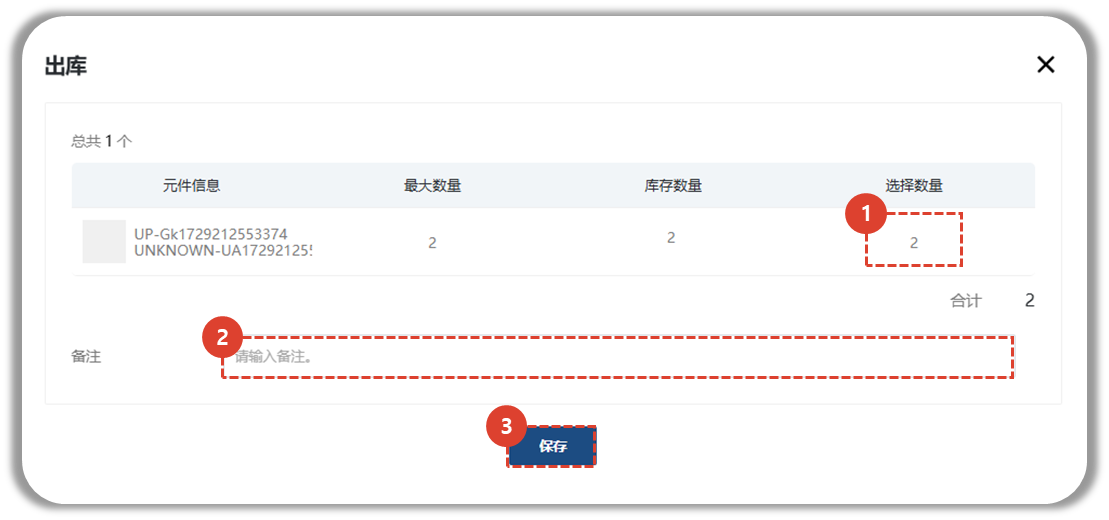 出库
总共 1 个
元件信息 最大数量 库存数量 选择数量
1
UP-Gk1729212553374 2 2 2
UNKNOWN-UA17292125
合计 2
2
备注 请输入备注。
3
保存